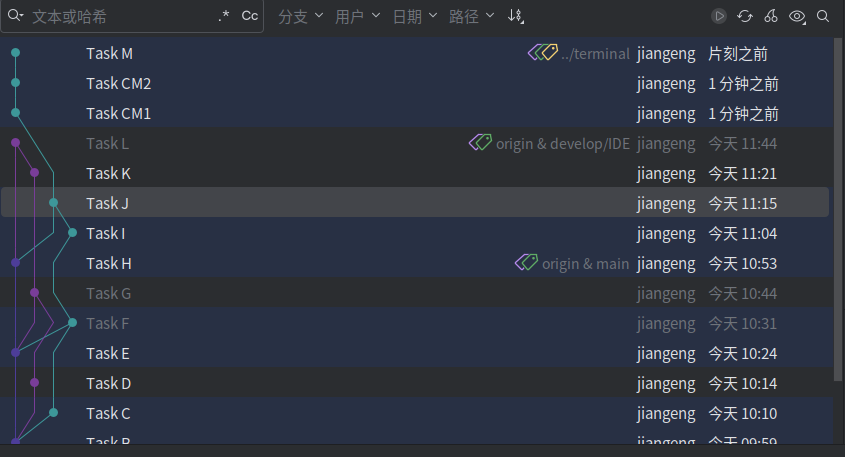 文本或哈希 .* Cc 分支 用户 日期 路径
Task M ../terminal jiangeng 片刻之前
Task CM2 jiangeng 1 分钟之前
Task CM1 jiangeng 1 分钟之前
Task L origin & develop/IDE jiangeng 今天 11:44
Task K jiangeng 今天 11:21
Task J jiangeng 今天 11:15
Task I jiangeng 今天 11:04
Task H origin & main jiangeng 今天 10:53
Task G jiangeng 今天 10:44
Task F jiangeng 今天 10:31
Task E jiangeng 今天 10:24
Task D jiangeng 今天 10:14
Task C jiangeng 今天 10:10
Task B jiangeng 今天 09:59